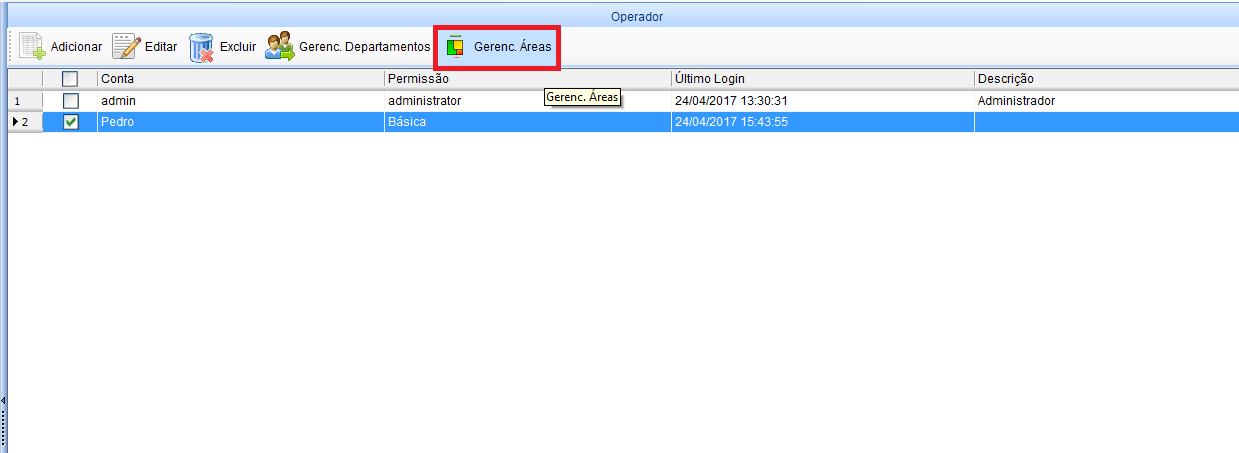 Operador
Adicionar Editar Excluir Gerenc. Departamentos Gerenc. Áreas
Conta Permissão Último Login Descrição
1 admin administrator 24/04/2017 13:30:31 Administrador
Gerenc. Áreas
2 Pedro Básica 24/04/2017 15:43:55